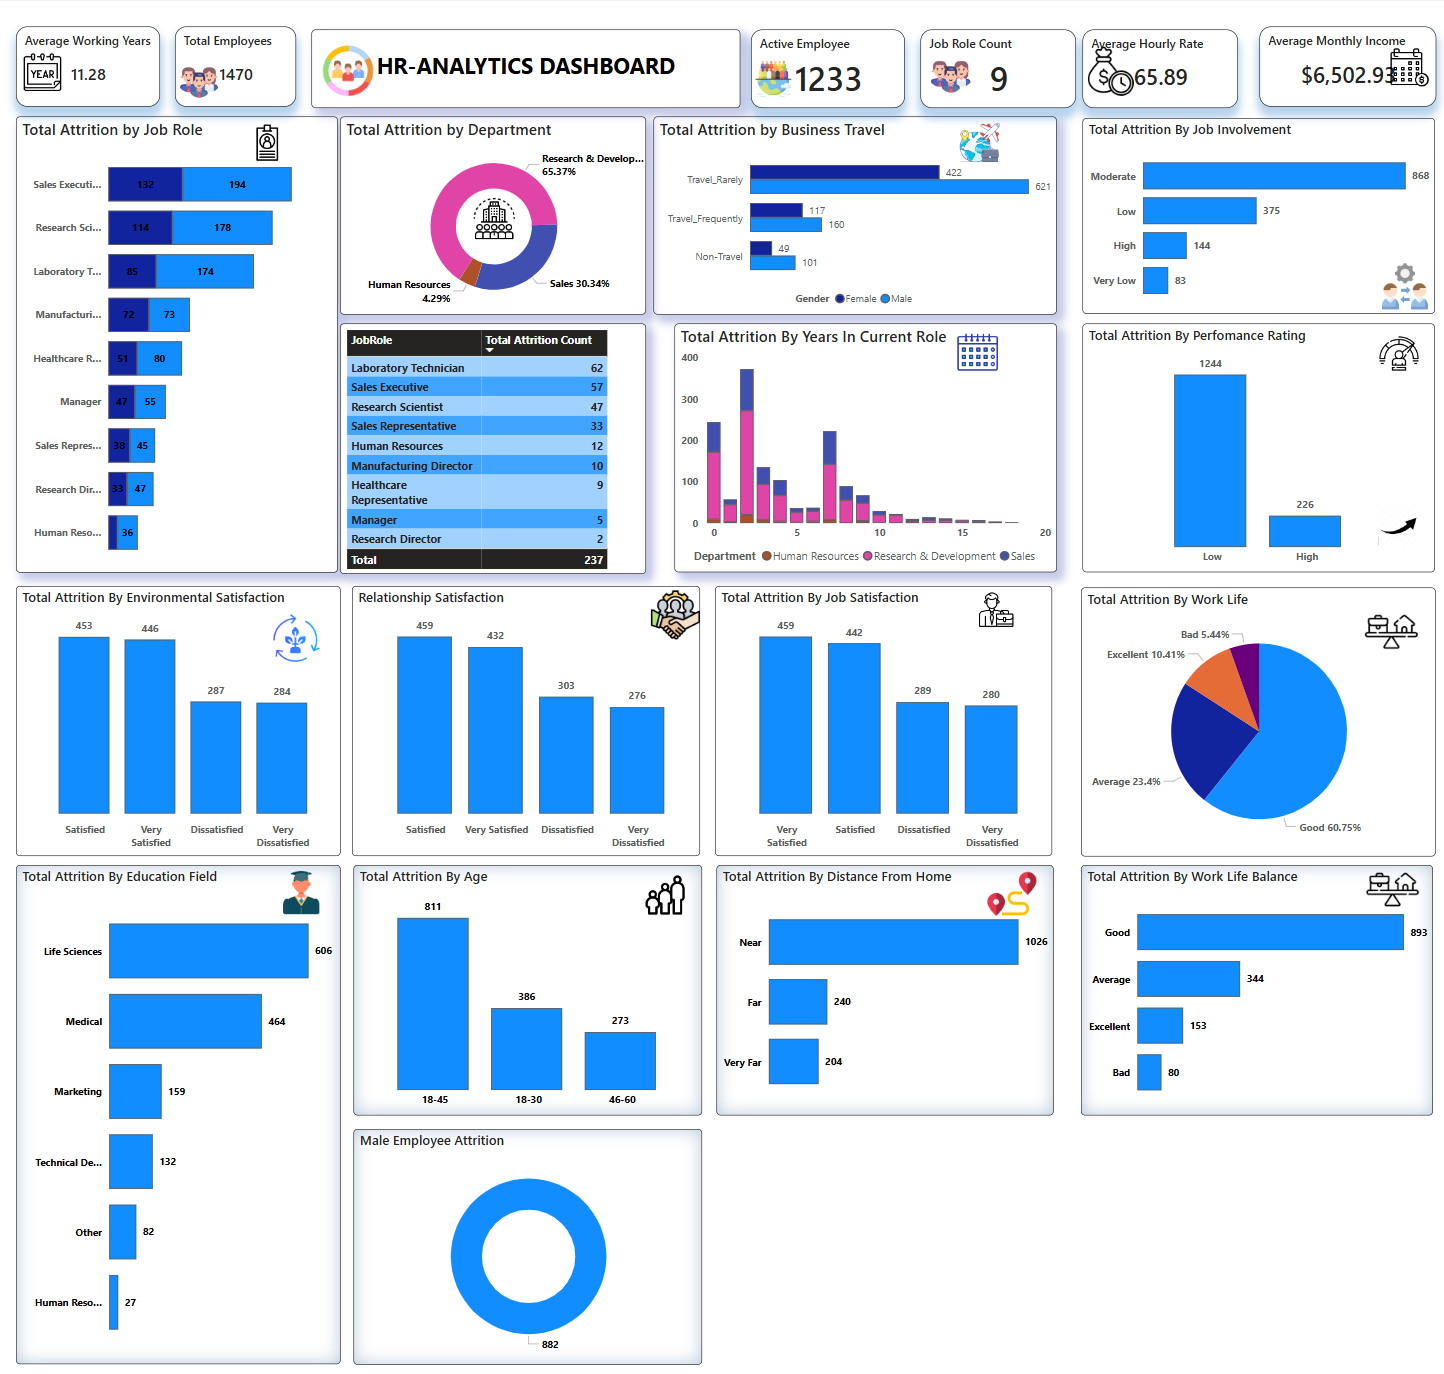 Average Working Years
YEAR
11.28
Total Employees
1470
HR-ANALYTICS DASHBOARD
Active Employee
1233
Job Role Count
9
Average Hourly Rate
65.89
Average Monthly Income
$6,502.93
Total Attrition by Job Role
Sales Executi... 132 194
Research Sci... 114 178
Laboratory T... 85 174
Manufacturi... 72 73
Healthcare R... 51 80
Manager 47 55
Sales Repres... 38 45
Research Dir... 33 47
Human Reso... 36
Total Attrition by Department
Research & Develop...
65.37%
Human Resources
4.29%
Sales 30.34%
Total Attrition by Business Travel
Travel_Rarely 422
621
Travel_Frequently 117
160
Non-Travel 49
101
Gender Female Male
Total Attrition By Job Involvement
Moderate 868
Low 375
High 144
Very Low 83
JobRole Total Attrition Count
Laboratory Technician 62
Sales Executive 57
Research Scientist 47
Sales Representative 33
Human Resources 12
Manufacturing Director 10
Healthcare 9
Representative
Manager 5
Research Director 2
Total 237
Total Attrition By Years In Current Role
400
300
200
100
0
0 5 10 15 20
Department Human Resources Research & Development Sales
Total Attrition By Perfomance Rating
1244
226
Low High
Total Attrition By Environmental Satisfaction
453 446 287 284
Satisfied Very Dissatisfied Very
Satisfied Dissatisfied
Relationship Satisfaction
459 432 303 276
Satisfied Very Satisfied Dissatisfied Very
Dissatisfied
Total Attrition By Job Satisfaction
459 442 289 280
Very Satisfied Dissatisfied Very
Satisfied Dissatisfied
Total Attrition By Work Life
Bad 5.44%
Excellent 10.41%
Average 23.4%
Good 60.75%
Total Attrition By Education Field
Life Sciences 606
Medical 464
Marketing 159
Technical De... 132
Other 82
Human Reso... 27
Total Attrition By Age
811
386
273
18-45 18-30 46-60
Total Attrition By Distance From Home
Near 1026
Far 240
Very Far 204
Total Attrition By Work Life Balance
Good 893
Average 344
Excellent 153
Bad 80
Male Employee Attrition
882